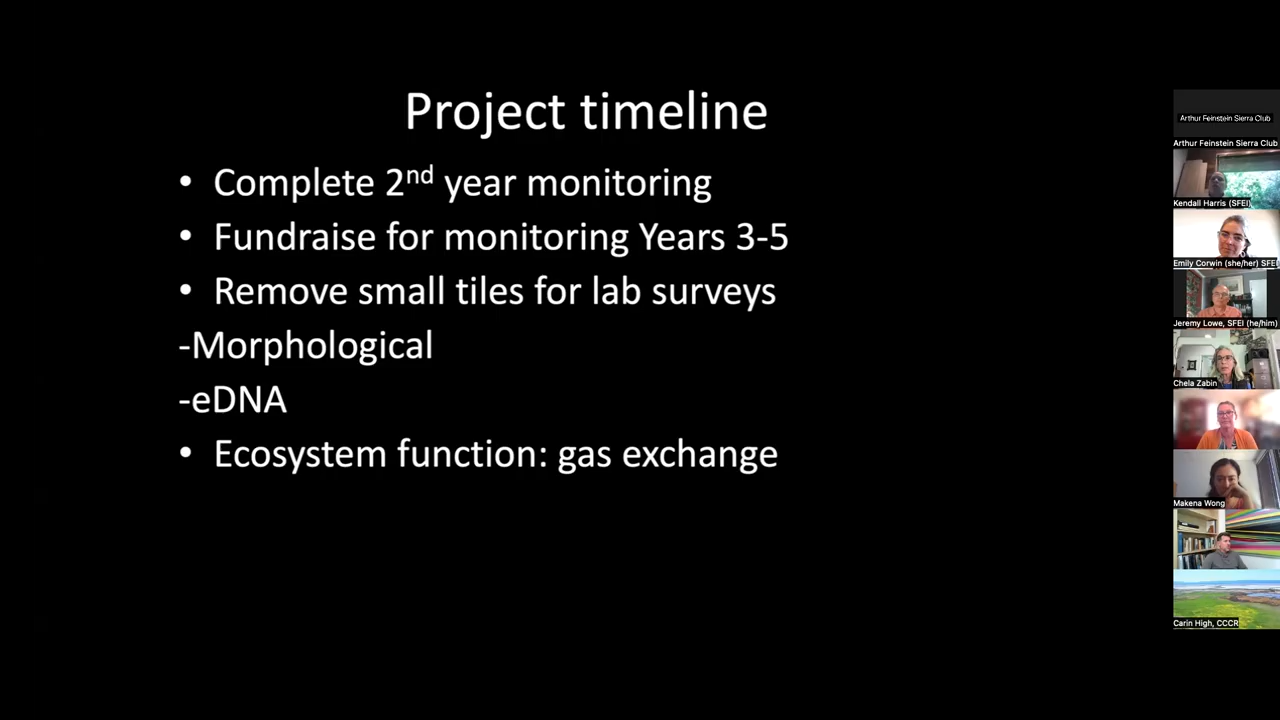 Project timeline
• Complete 2nd year monitoring
• Fundraise for monitoring Years 3-5
• Remove small tiles for lab surveys
-Morphological
-eDNA
• Ecosystem function: gas exchange
Arthur Feinstein Sierra Club
Arthur Feinstein Sierra Club
Kendall Harris (SFEI)
Emily Corwin (she/her) SFEI
Jeremy Lowe, SFEI (he/him)
Chela Zabin
Makena Wong
Carin High, CCCR